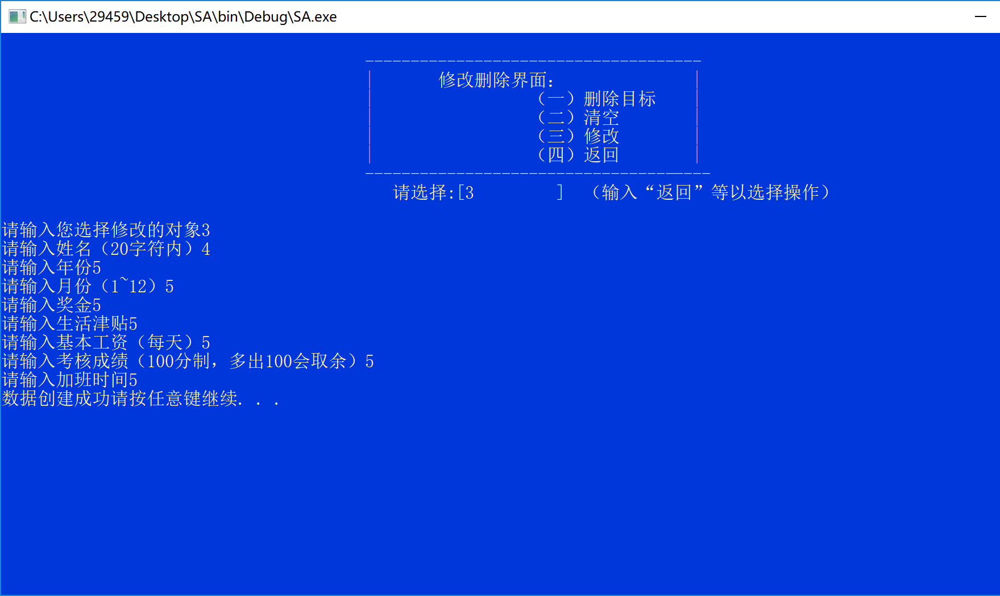 C:\Users\29459\Desktop\SA\bin\Debug\SA.exe
-------------------------------------
| 修改删除界面： |
| （一）删除目标 |
| （二）清空 |
| （三）修改 |
| （四）返回 |
--------------------------------------
请选择:[3 ] （输入“返回”等以选择操作）
请输入您选择修改的对象3
请输入姓名（20字符内）4
请输入年份5
请输入月份（1~12）5
请输入奖金5
请输入生活津贴5
请输入基本工资（每天）5
请输入考核成绩（100分制，多出100会取余）5
请输入加班时间5
数据创建成功请按任意键继续. . .